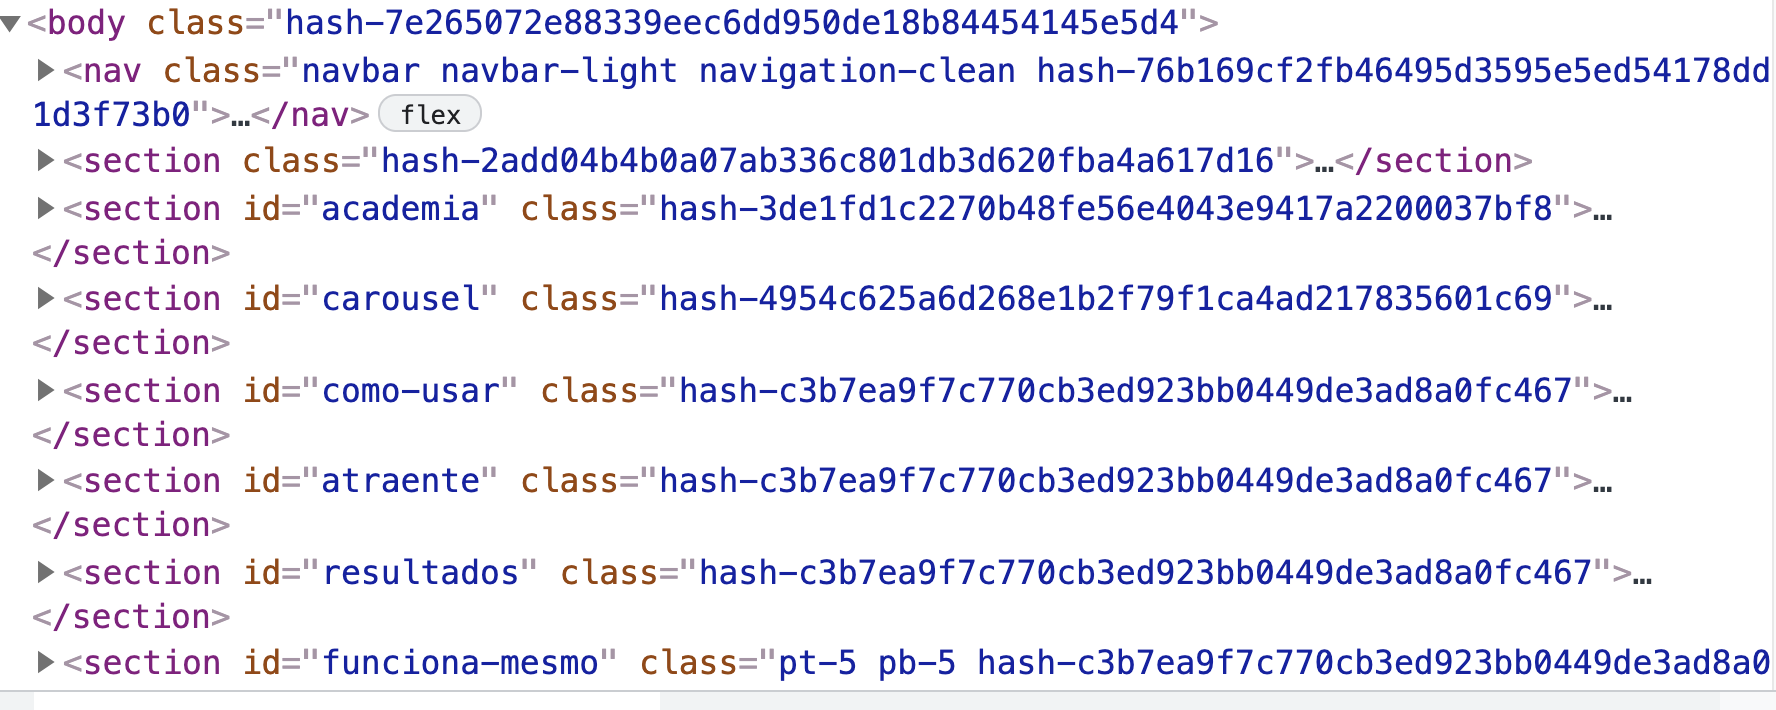 <body class="hash-7e265072e88339eec6dd950de18b84454145e5d4">
<nav class="navbar navbar-light navigation-clean hash-76b169cf2fb46495d3595e5ed54178dd
1d3f73b0">…</nav> flex
<section class="hash-2add04b4b0a07ab336c801db3d620fba4a617d16">…</section>
<section id="academia" class="hash-3de1fd1c2270b48fe56e4043e9417a2200037bf8">…
</section>
<section id="carousel" class="hash-4954c625a6d268e1b2f79f1ca4ad217835601c69">…
</section>
<section id="como-usar" class="hash-c3b7ea9f7c770cb3ed923bb0449de3ad8a0fc467">…
</section>
<section id="atraente" class="hash-c3b7ea9f7c770cb3ed923bb0449de3ad8a0fc467">…
</section>
<section id="resultados" class="hash-c3b7ea9f7c770cb3ed923bb0449de3ad8a0fc467">…
</section>
<section id="funciona-mesmo" class="pt-5 pb-5 hash-c3b7ea9f7c770cb3ed923bb0449de3ad8a0